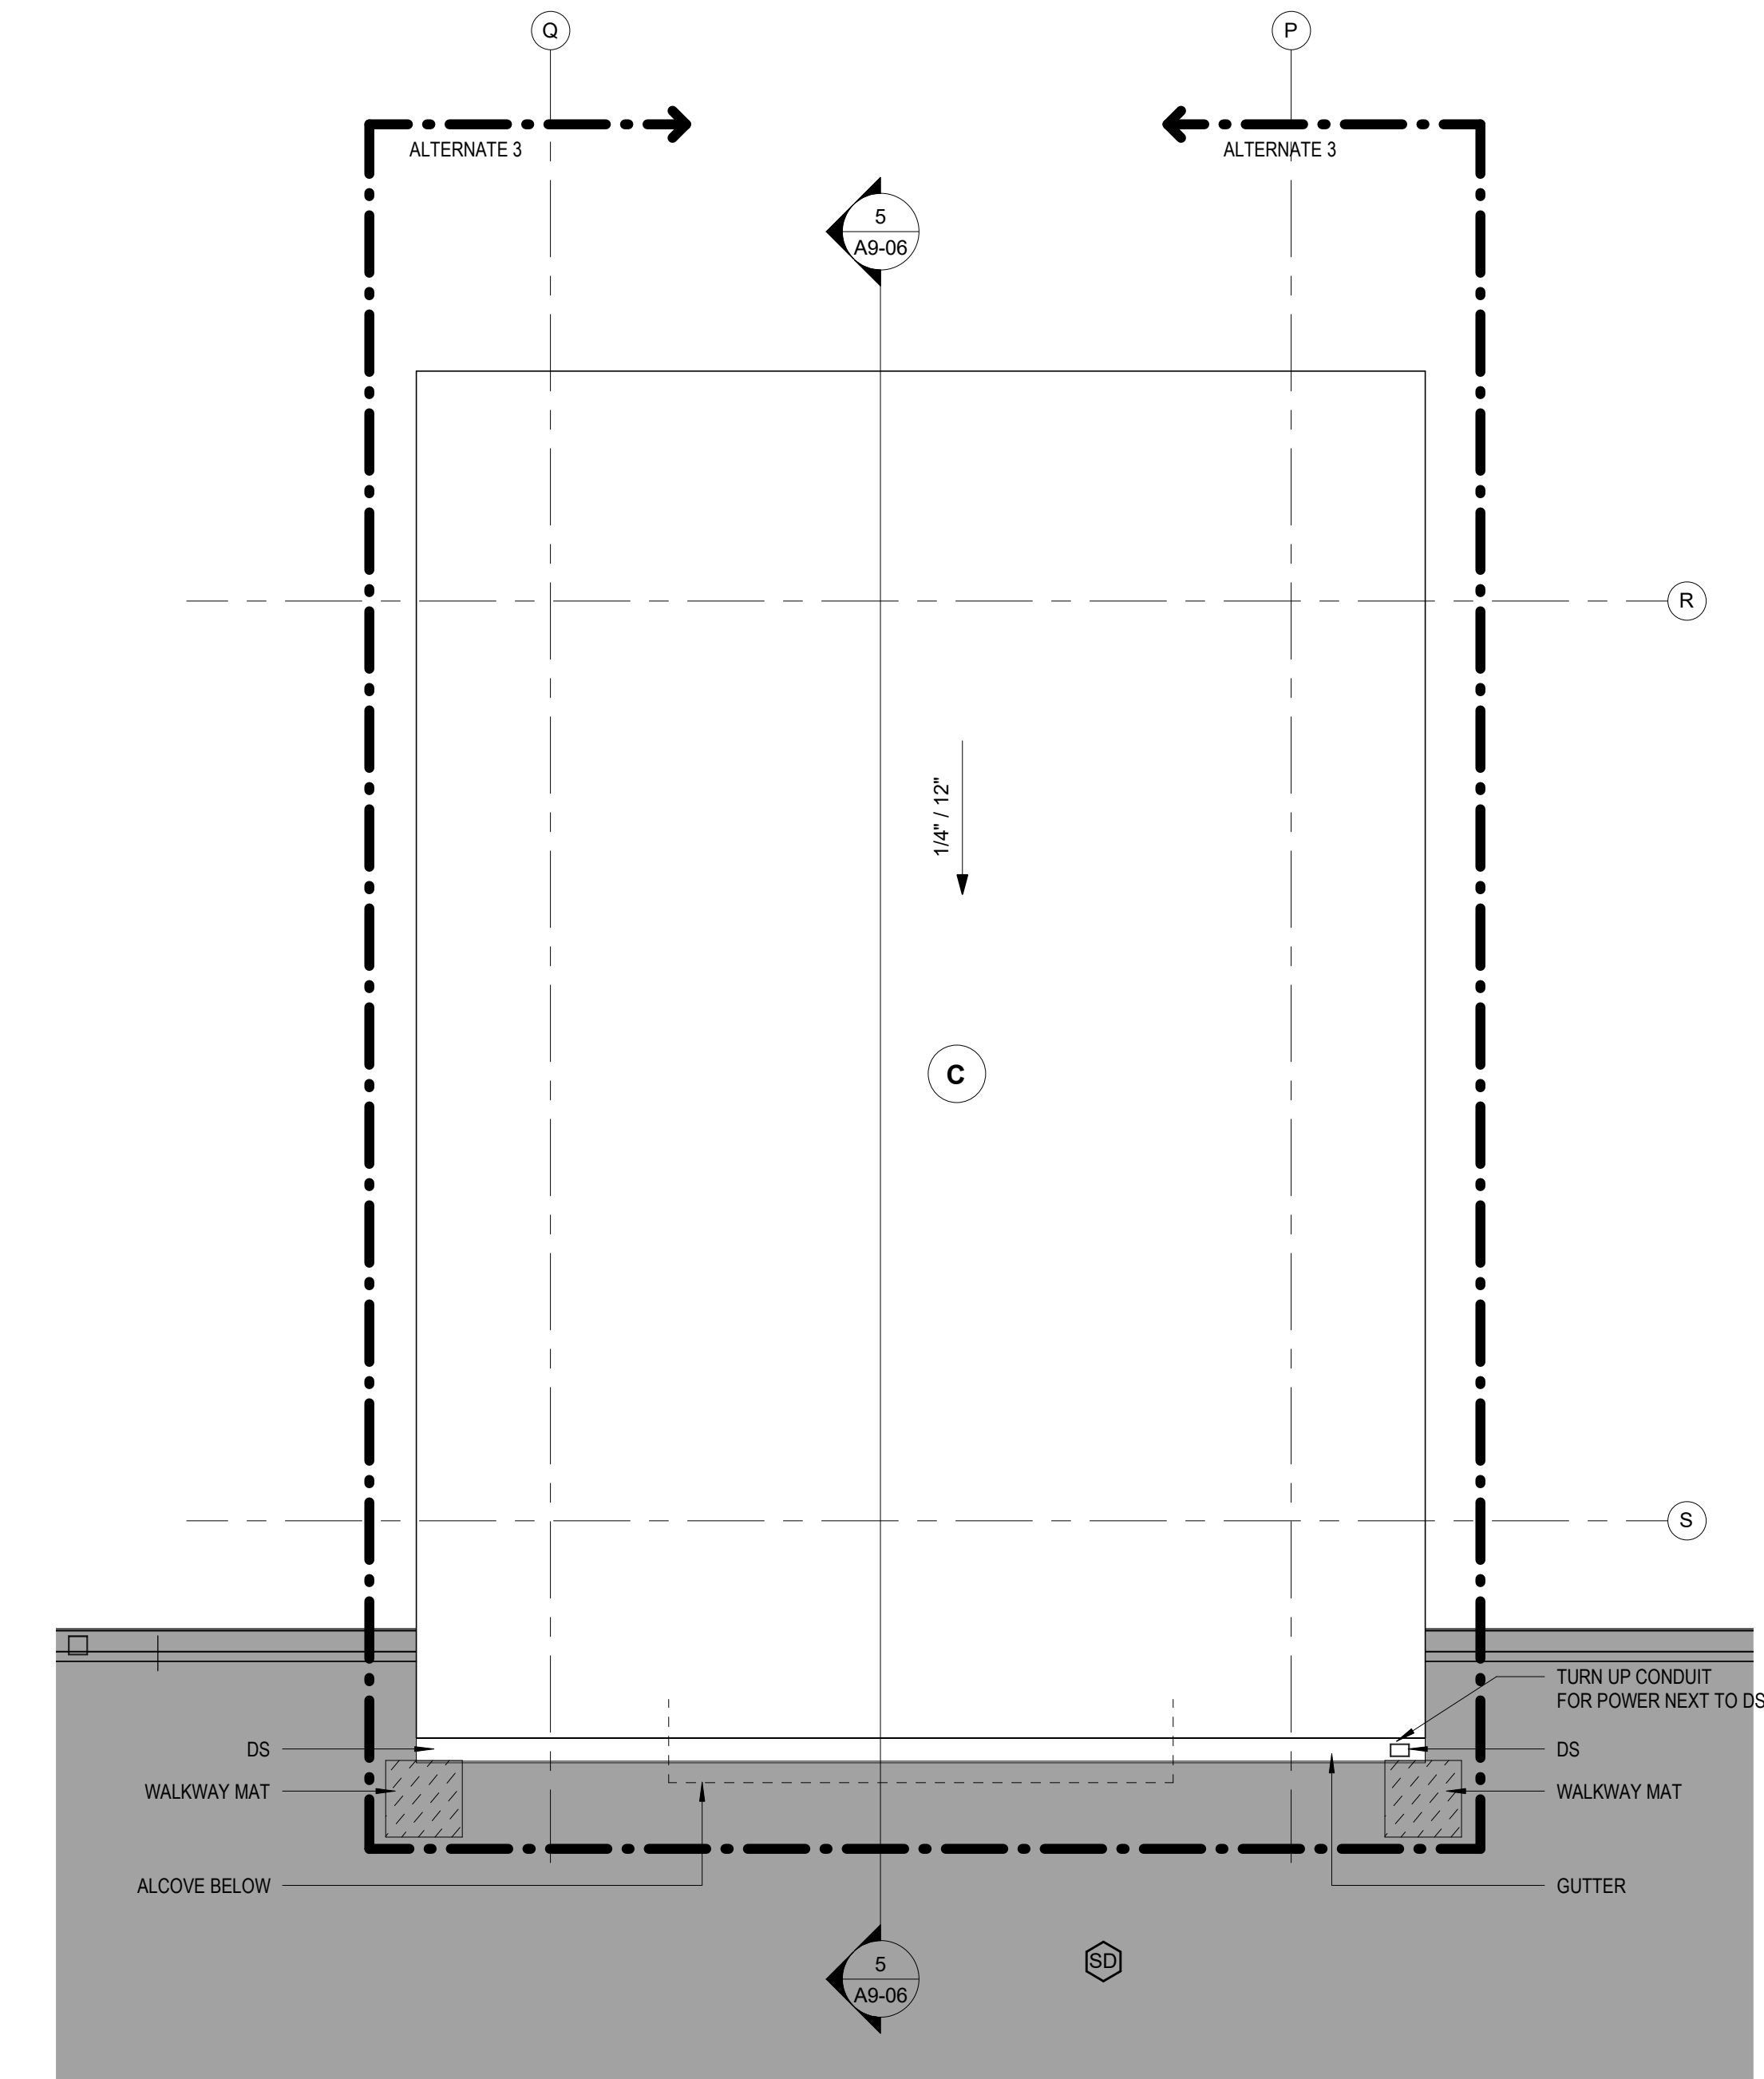 Q
P
ALTERNATE 3
ALTERNATE 3
5
A9-06
R
1/4" / 12"
C
S
TURN UP CONDUIT
FOR POWER NEXT TO DS
DS
DS
WALKWAY MAT
WALKWAY MAT
ALCOVE BELOW
GUTTER
SD
5
A9-06